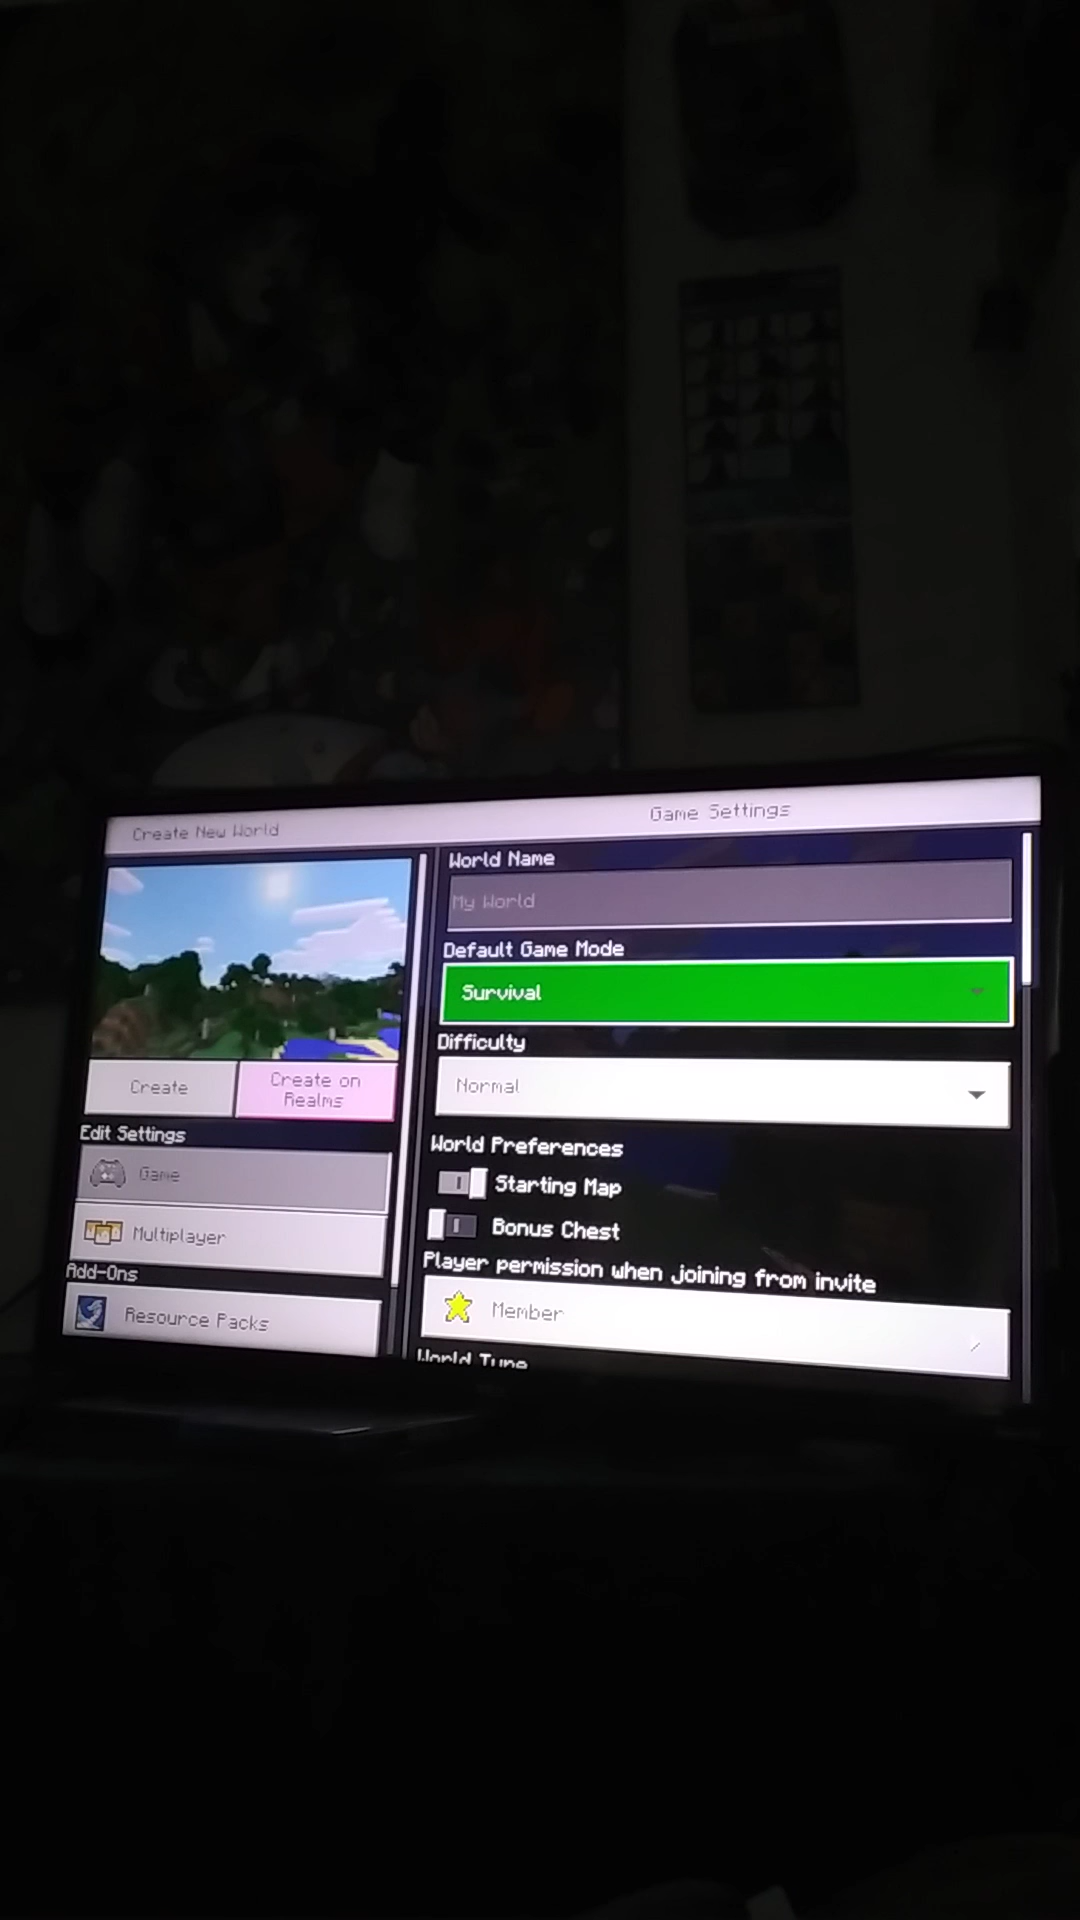 Create New World
Game Settings
Create
Create on
Realms
Edit Settings
Game
Multiplayer
Add-Ons
Resource Packs
World Name
My World
Default Game Mode
Survival
Difficulty
Normal
World Preferences
Starting Map
Bonus Chest
Player permission when joining from invite
Member
World Type